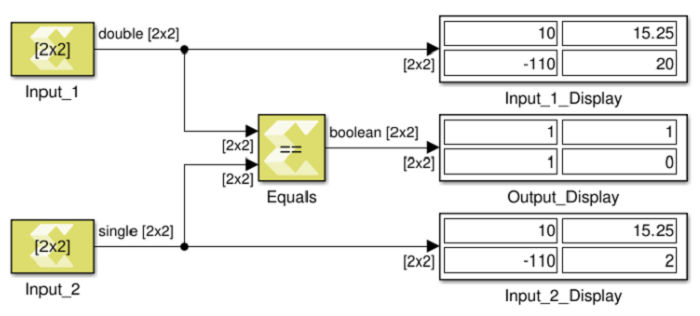 [2x2]
double [2x2]
Input_1
[2x2]
10 15.25
-110 20
Input_1_Display
[2x2]
[2x2]
==
Equals
boolean [2x2]
[2x2]
1 1
1 0
Output_Display
[2x2]
single [2x2]
Input_2
[2x2]
10 15.25
-110 2
Input_2_Display